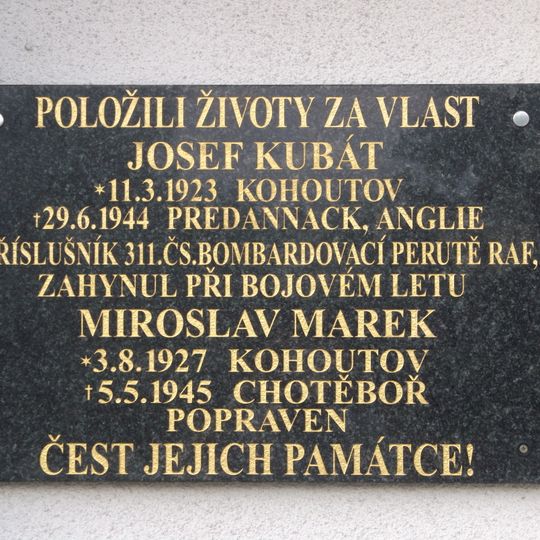 POLOŽILI ŽIVOTY ZA VLAST
JOSEF KUBÁT
*11.3.1923 KOHOUTOV
†29.6.1944 PREDANNACK, ANGLIE
ŘÍSLUŠNÍK 311.ČS.BOMBARDOVACÍ PERUTĚ RAF,
ZAHYNUL PŘI BOJOVÉM LETU
MIROSLAV MAREK
*3.8.1927 KOHOUTOV
†5.5.1945 CHOTĚBOŘ
POPRAVEN
ČEST JEJICH PAMÁTCE!